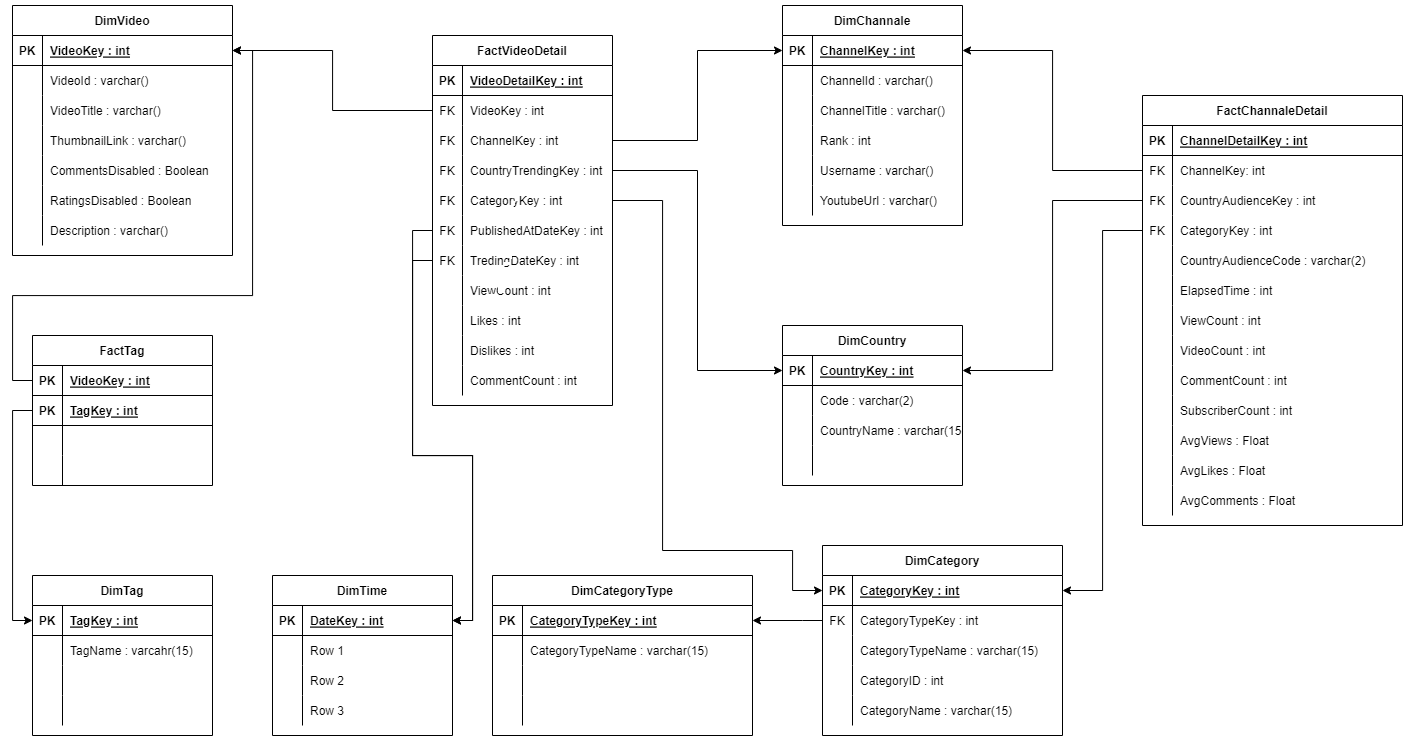 DimVideo
PK VideoKey : int
VideoId : varchar()
VideoTitle : varchar()
ThumbnailLink : varchar()
CommentsDisabled : Boolean
RatingsDisabled : Boolean
Description : varchar()
FactVideoDetail
PK VideoDetailKey : int
FK VideoKey : int
FK ChannelKey : int
FK CountryTrendingKey : int
FK CategoryKey : int
FK PublishedAtDateKey : int
FK TredingDateKey : int
ViewCount : int
Likes : int
Dislikes : int
CommentCount : int
DimChannale
PK ChannelKey : int
ChannelId : varchar()
ChannelTitle : varchar()
Rank : int
Username : varchar()
YoutubeUrl : varchar()
FactChannaleDetail
PK ChannelDetailKey : int
FK ChannelKey: int
FK CountryAudienceKey : int
FK CategoryKey : int
CountryAudienceCode : varchar(2)
ElapsedTime : int
ViewCount : int
VideoCount : int
CommentCount : int
SubscriberCount : int
AvgViews : Float
AvgLikes : Float
AvgComments : Float
FactTag
PK VideoKey : int
PK TagKey : int
DimCountry
PK CountryKey : int
Code : varchar(2)
CountryName : varchar(15
DimTag
PK TagKey : int
TagName : varcahr(15)
DimTime
PK DateKey : int
Row 1
Row 2
Row 3
DimCategoryType
PK CategoryTypeKey : int
CategoryTypeName : varchar(15)
DimCategory
PK CategoryKey : int
FK CategoryTypeKey : int
CategoryTypeName : varchar(15)
CategoryID : int
CategoryName : varchar(15)